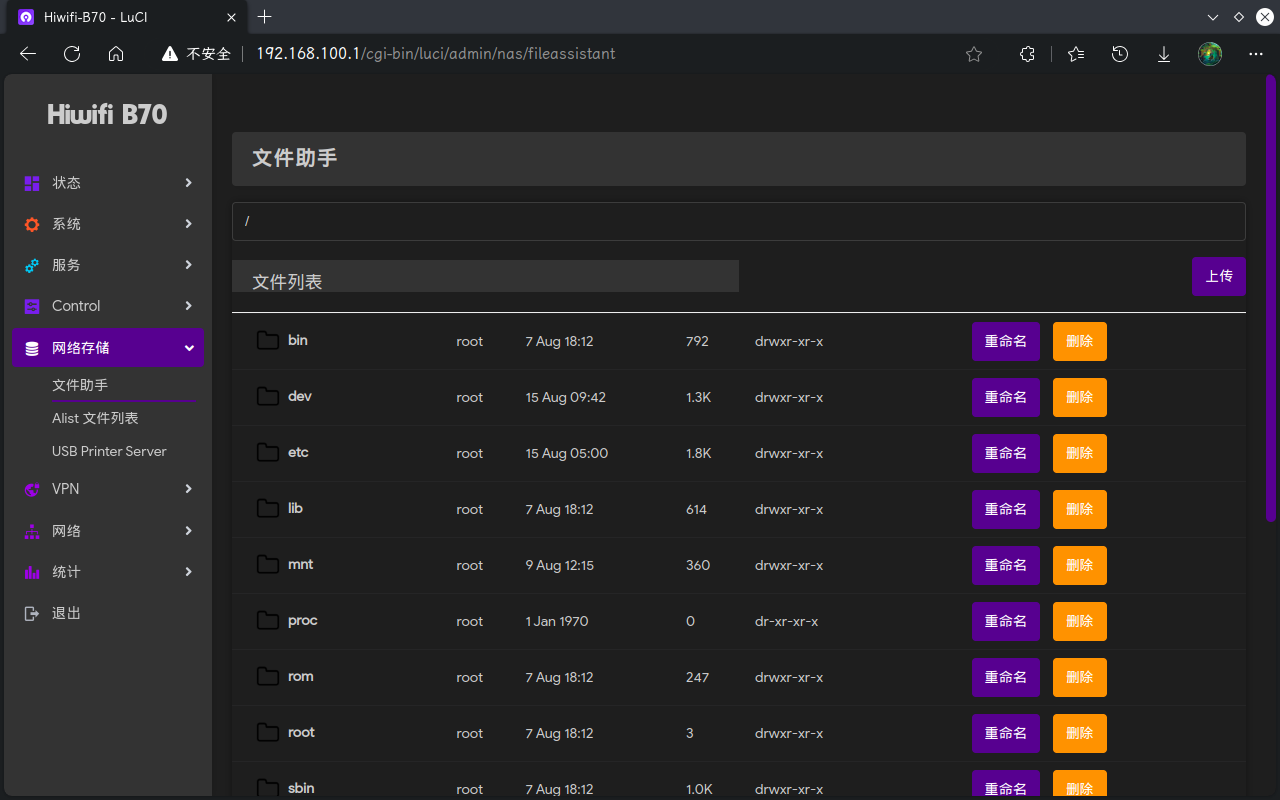 Hiwifi-B70 - LuCI
不安全 192.168.100.1/cgi-bin/luci/admin/nas/fileassistant
Hiwifi B70
状态
系统
服务
Control
网络存储
文件助手
Alist 文件列表
USB Printer Server
VPN
网络
统计
退出
文件助手
/
文件列表
上传
bin root 7 Aug 18:12 792 drwxr-xr-x 重命名 删除
dev root 15 Aug 09:42 1.3K drwxr-xr-x 重命名 删除
etc root 15 Aug 05:00 1.8K drwxr-xr-x 重命名 删除
lib root 7 Aug 18:12 614 drwxr-xr-x 重命名 删除
mnt root 9 Aug 12:15 360 drwxr-xr-x 重命名 删除
proc root 1 Jan 1970 0 dr-xr-xr-x 重命名 删除
rom root 7 Aug 18:12 247 drwxr-xr-x 重命名 删除
root root 7 Aug 18:12 3 drwxr-xr-x 重命名 删除
sbin root 7 Aug 18:12 1.0K drwxr-xr-x 重命名 删除